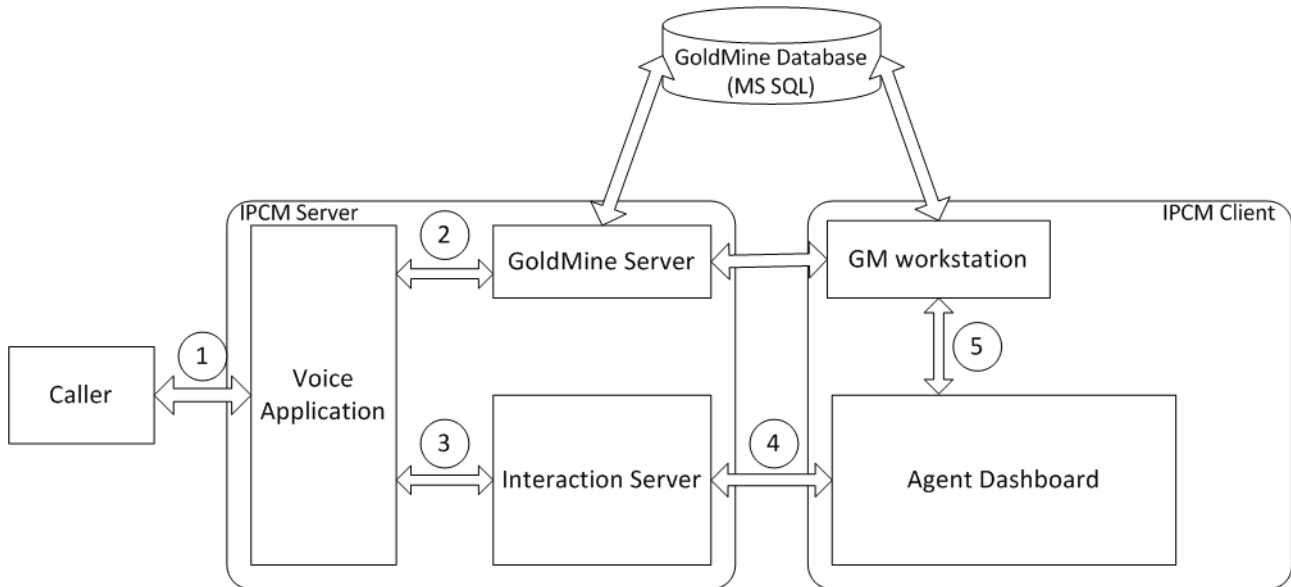 GoldMine Database
(MS SQL)
IPCM Server
IPCM Client
2
GoldMine Server
GM workstation
1
5
Caller
Voice
Application
3
4
Interaction Server
Agent Dashboard